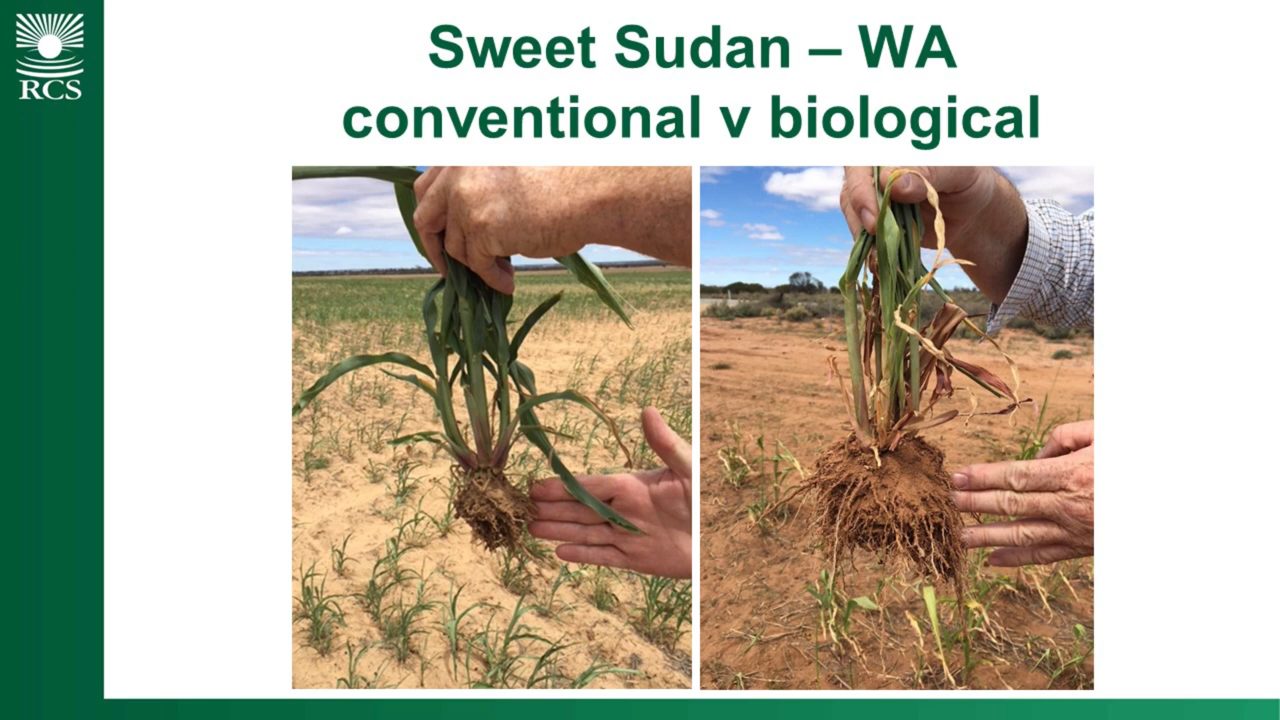 RCS
Sweet Sudan – WA
conventional v biological